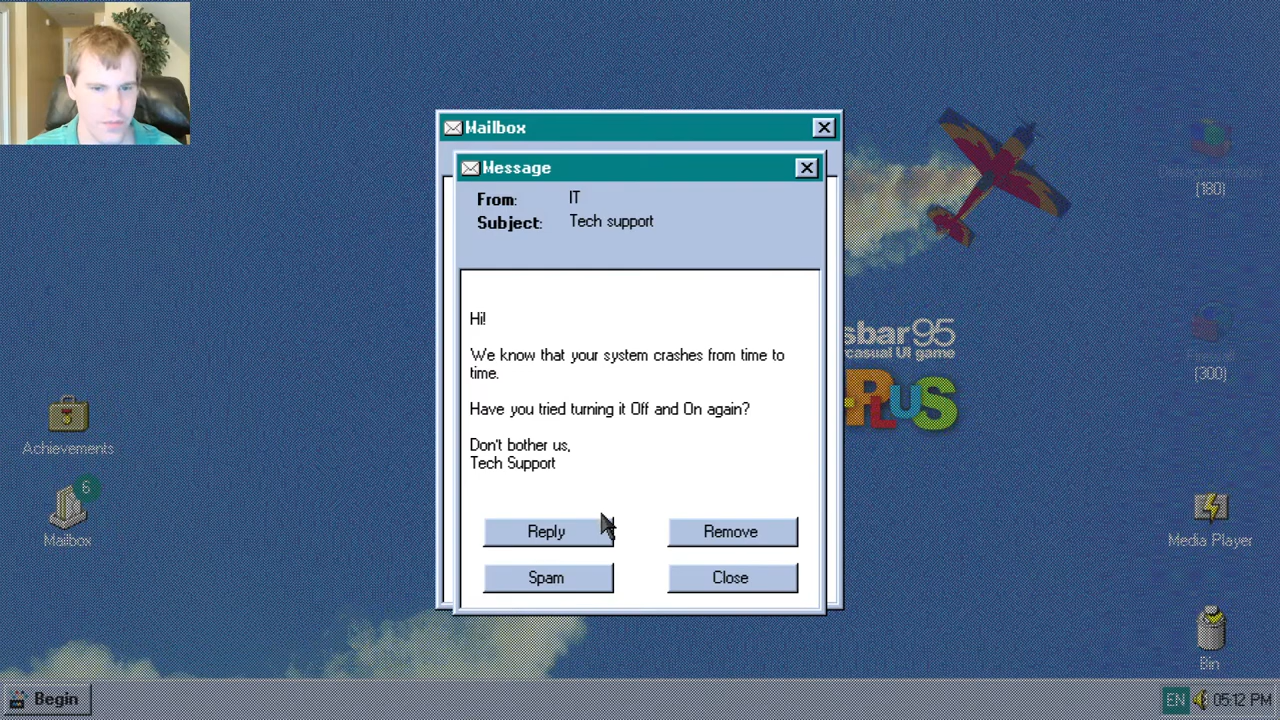 Mailbox
Message
From: IT
Subject: Tech support
Hi!
We know that your system crashes from time to
time.
Have you tried turning it Off and On again?
Don't bother us,
Tech Support
Reply
Remove
Spam
Close
Achievements
6
Mailbox
(180)
sbar95
casual UI game
PLUS
(300)
Media Player
Bin
Begin
EN
05:12 PM